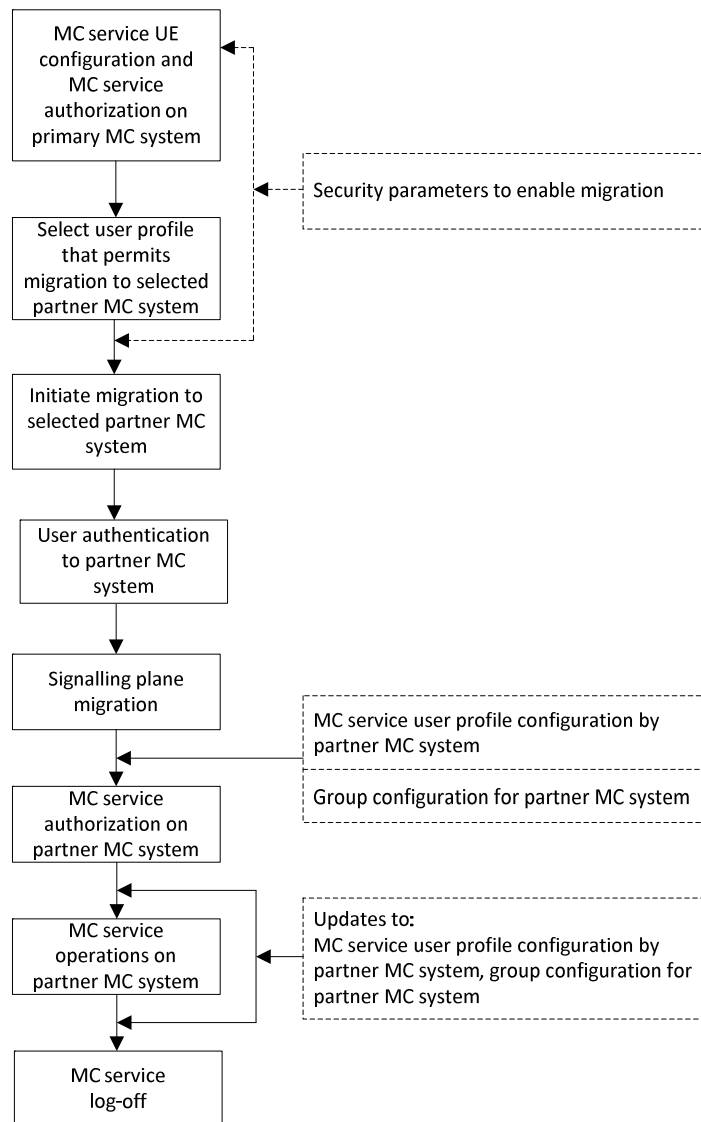 MC service UE
configuration and
MC service
authorization on
primary MC system
Security parameters to enable migration
Select user profile
that permits
migration to selected
partner MC system
Initiate migration to
selected partner MC
system
User authentication
to partner MC
system
Signalling plane
migration
MC service user profile configuration by
partner MC system
Group configuration for partner MC system
MC service
authorization on
partner MC system
Updates to:
MC service user profile configuration by
partner MC system, group configuration for
partner MC system
MC service
operations on
partner MC system
MC service
log-off